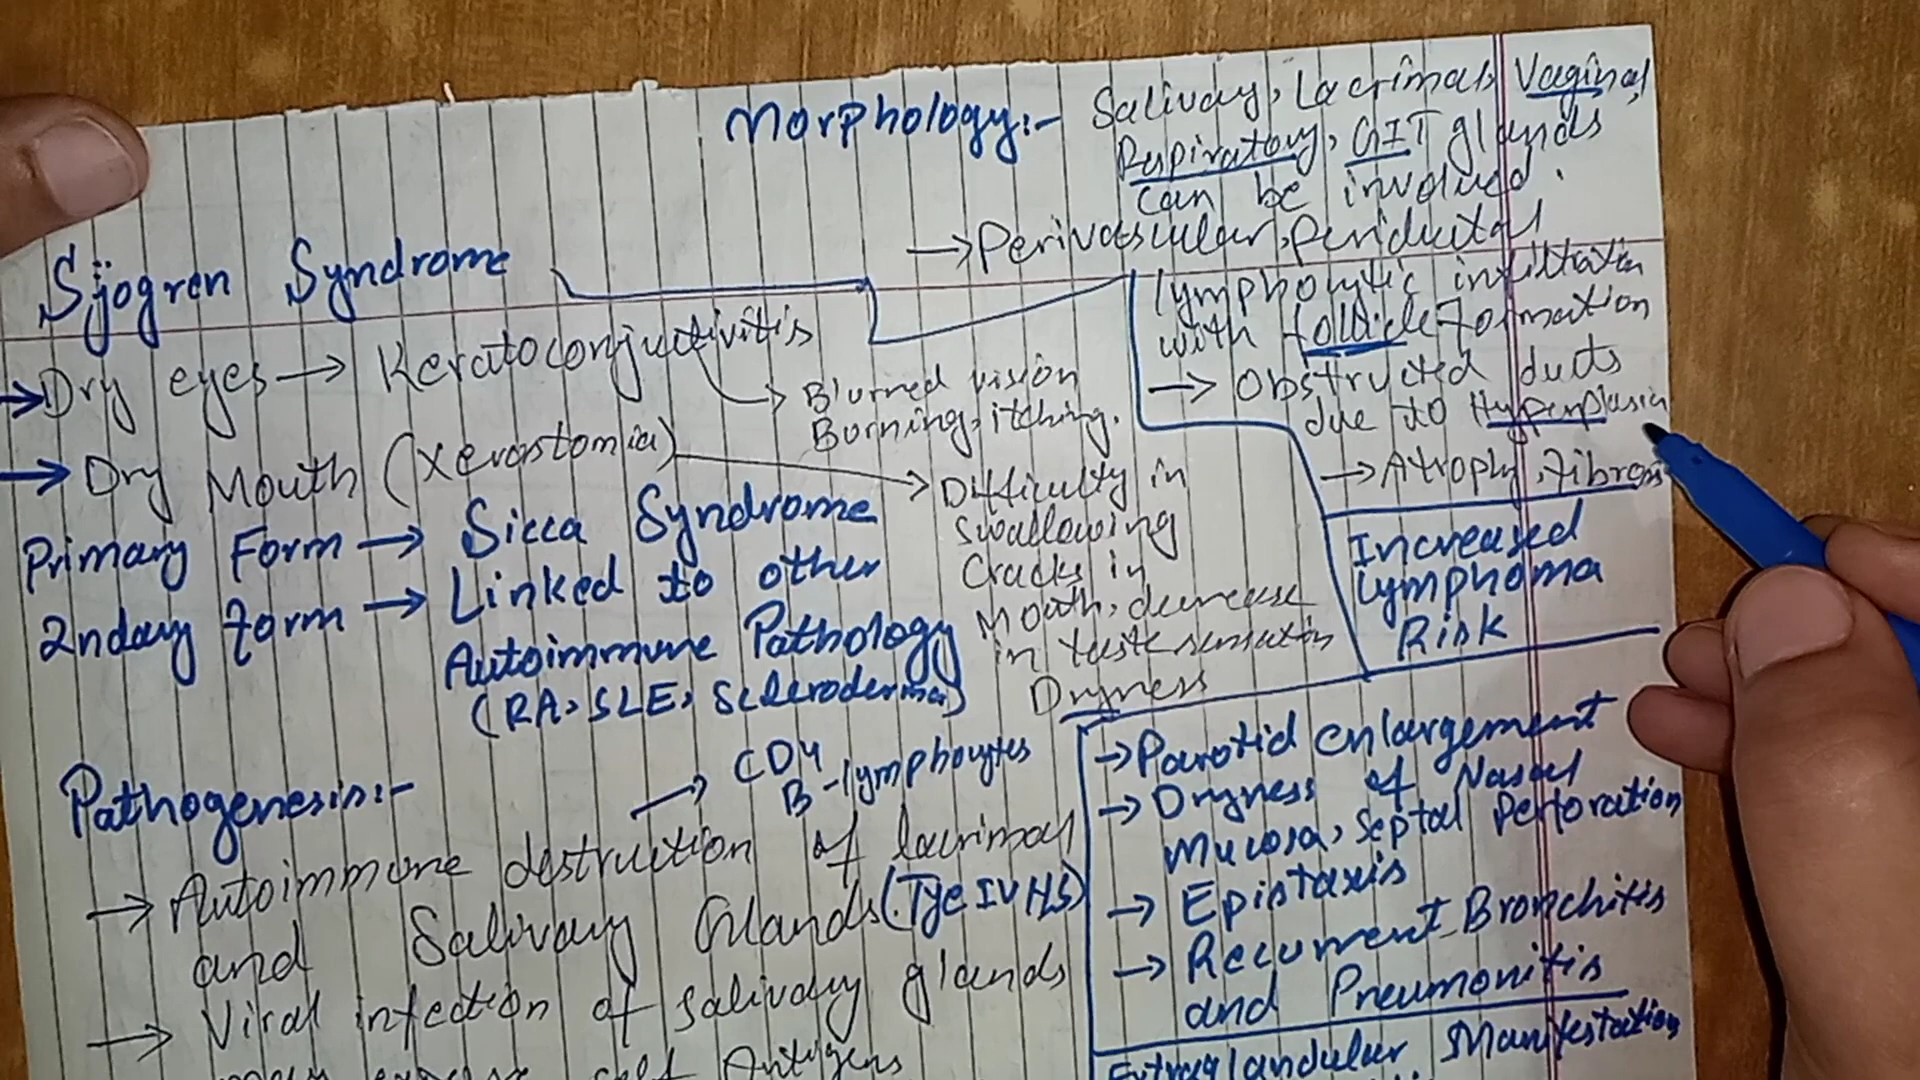 Morphology:- Salivary, Lacrimal, Vaginal,
Respiratory, GIT glands
can be involved.
→ Perivascular, periductal
lymphocytic infiltration
with follicle formation
→ Obstructed ducts
due to Hyperplasia
→ Atrophy, fibrosis
Increased
Lymphoma
Risk
Sjogren Syndrome
→ Dry eyes → Keratoconjuctivitis
Blurred vision
Burning, itching.
→ Dry Mouth (Xerostomia)
→ Difficulty in
swallowing
Cracks in
Mouth, decrease
in taste sensation
Dryness
Primary Form → Sicca Syndrome
2nday form → Linked to other
Autoimmune Pathology
(RA, SLE, Scleroderma)
Pathogenesis:-
→ CD4
B-lymphocytes
→ Autoimmune destruction of lacrimal
and Salivary Glands (Tye IV HS)
→ Viral infection of salivary glands
self Antigens
→ Parotid enlargement
→ Dryness of Nasal
Mucosa, Septal Perforation
→ Epistaxis
→ Recurrent Bronchitis
and Pneumonitis
Extraglandular Manifestation